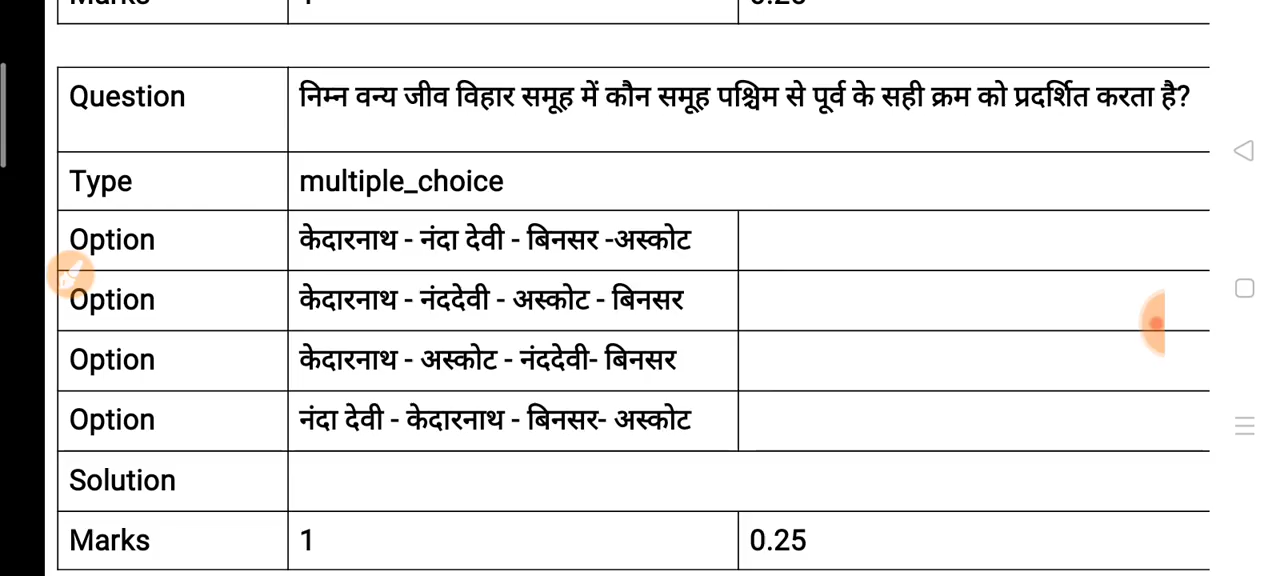 Question निम्न वन्य जीव विहार समूह में कौन समूह पश्चिम से पूर्व के सही क्रम को प्रदर्शित करता है?
Type multiple_choice
Option केदारनाथ - नंदा देवी - बिनसर -अस्कोट
Option केदारनाथ - नंददेवी - अस्कोट - बिनसर
Option केदारनाथ - अस्कोट - नंददेवी- बिनसर
Option नंदा देवी - केदारनाथ - बिनसर- अस्कोट
Solution
Marks 1 0.25